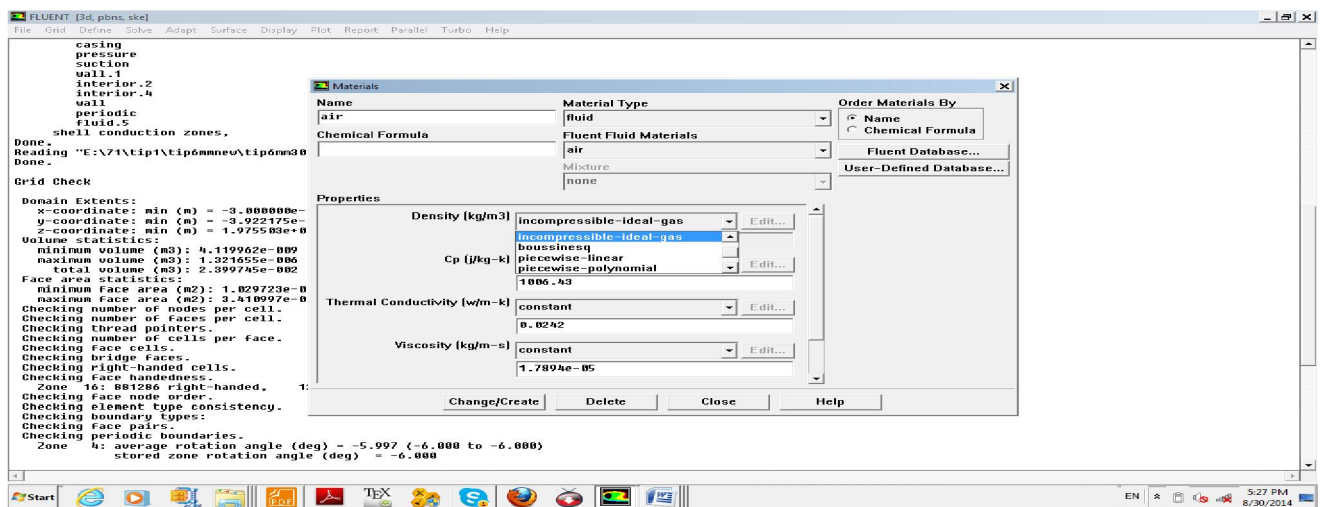 FLUENT [3d, pbns, ske]
File Grid Define Solve Adapt Surface Display Plot Report Parallel Turbo Help
casing
pressure
suction
wall.1
interior.2
interior.4
wall
periodic
fluid.5
shell conduction zones,
Done.
Reading "E:\71\tip1\tip6mmnew\tip6mm30
Done.
Grid Check
Domain Extents:
x-coordinate: min (m) = -3.000000e-
y-coordinate: min (m) = -3.922175e-
z-coordinate: min (m) = 1.975503e+0
Volume statistics:
minimum volume (m3): 4.119962e-009
maximum volume (m3): 1.321655e-006
total volume (m3): 2.399745e-002
Face area statistics:
minimum face area (m2): 1.029723e-0
maximum face area (m2): 3.410997e-0
Checking number of nodes per cell.
Checking number of faces per cell.
Checking thread pointers.
Checking number of cells per face.
Checking face cells.
Checking bridge faces.
Checking right-handed cells.
Checking face handedness.
Zone 16: 881286 right-handed, 1
Checking face node order.
Checking element type consistency.
Checking boundary types:
Checking face pairs.
Checking periodic boundaries.
Zone 4: average rotation angle (deg) = -5.997 (-6.000 to -6.000)
stored zone rotation angle (deg) = -6.000
Materials
Name
air
Chemical Formula
Material Type
fluid
Fluent Fluid Materials
air
Mixture
none
Order Materials By
Name
Chemical Formula
Fluent Database...
User-Defined Database...
Properties
Density (kg/m3) incompressible-ideal-gas Edit...
incompressible-ideal-gas
boussinesq
Cp (j/kg-k) piecewise-linear Edit...
piecewise-polynomial
1006.43
Thermal Conductivity (w/m-k) constant Edit...
0.0242
Viscosity (kg/m-s) constant Edit...
1.7894e-05
Change/Create Delete Close Help
Start
PDF
TEX
EN
5:27 PM
8/30/2014